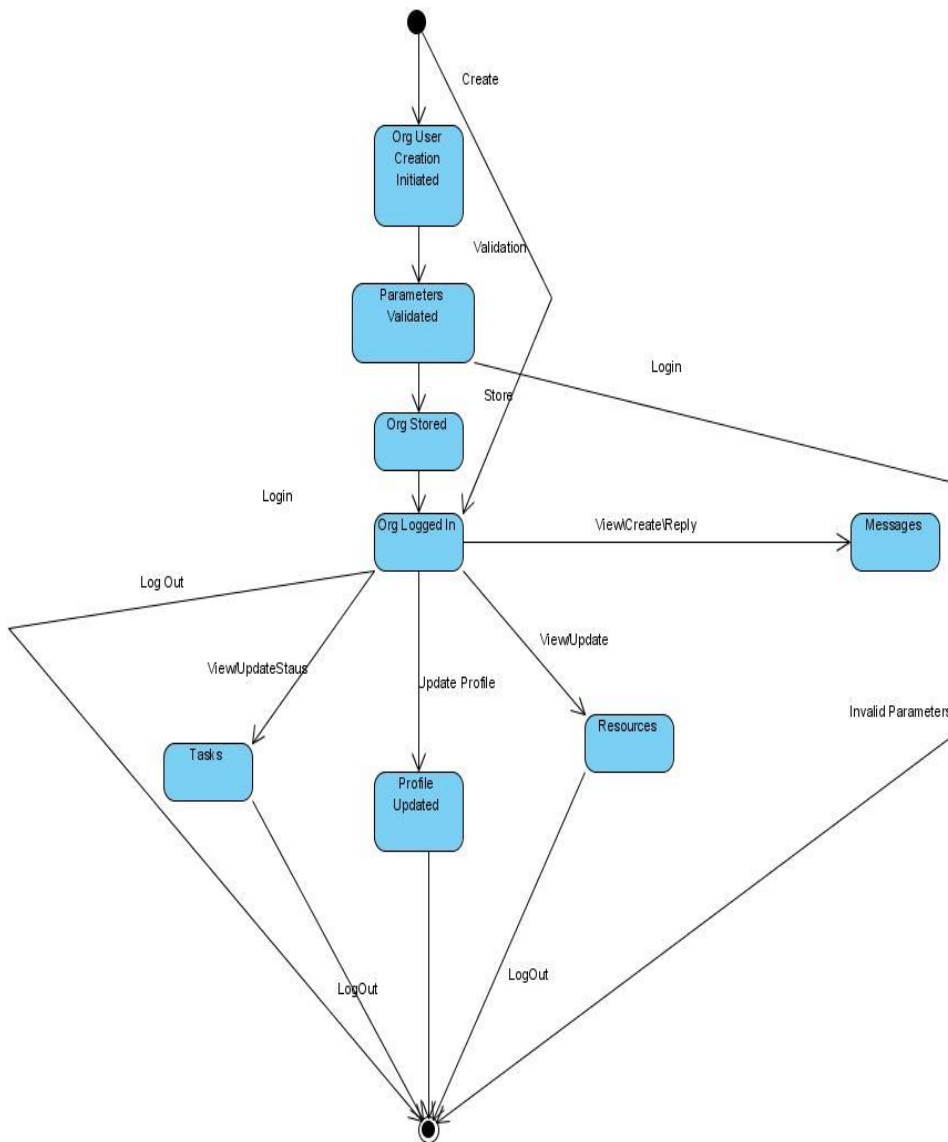 Create
Org User
Creation
Initiated
Validation
Parameters
Validated
Login
Store
Org Stored
Login
Org Logged In
View\Create\Reply
Messages
Log Out
View/Update
View/UpdateStaus
Update Profile
Invalid Parameters
Resources
Tasks
Profile
Updated
LogOut
LogOut